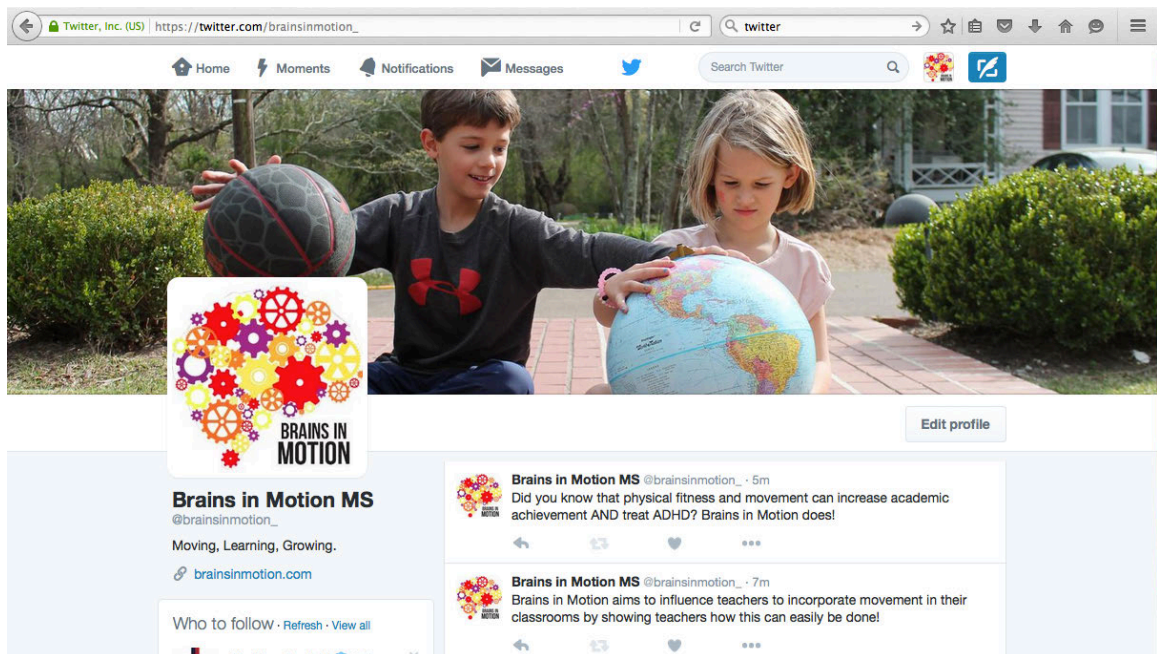 Twitter, Inc. (US) https://twitter.com/brainsinmotion_ twitter
Home Moments Notifications Messages Search Twitter
BRAINS IN
MOTION
Edit profile
Brains in Motion MS
@brainsinmotion_
Moving, Learning, Growing.
brainsinmotion.com
Who to follow · Refresh · View all
Brains in Motion MS @brainsinmotion_ · 5m
Did you know that physical fitness and movement can increase academic
achievement AND treat ADHD? Brains in Motion does!
Brains in Motion MS @brainsinmotion_ · 7m
Brains in Motion aims to influence teachers to incorporate movement in their
classrooms by showing teachers how this can easily be done!